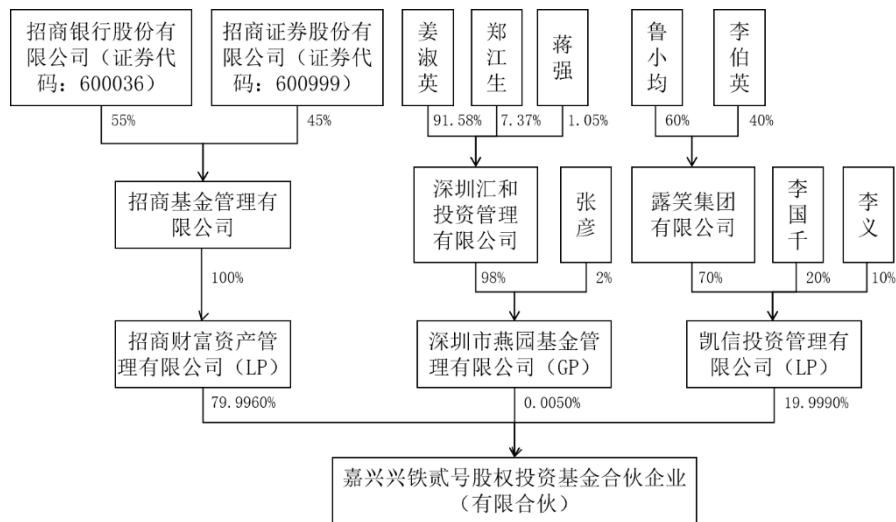 招商银行股份有
限公司（证券代
码：600036）
招商证券股份有
限公司（证券代
码：600999）
姜淑英
郑江生
蒋强
鲁小均
李伯英
55%
45%
91.58%
7.37%
1.05%
60%
40%
招商基金管理有
限公司
深圳汇和
投资管理
有限公司
张彦
露笑集团
有限公司
李国千
李义
100%
98%
2%
70%
20%
10%
招商财富资产管
理有限公司（LP）
深圳市燕园基金管
理有限公司（GP）
凯信投资管理有
限公司（LP）
79.9960%
0.0050%
19.9990%
嘉兴兴铁贰号股权投资基金合伙企业
（有限合伙）